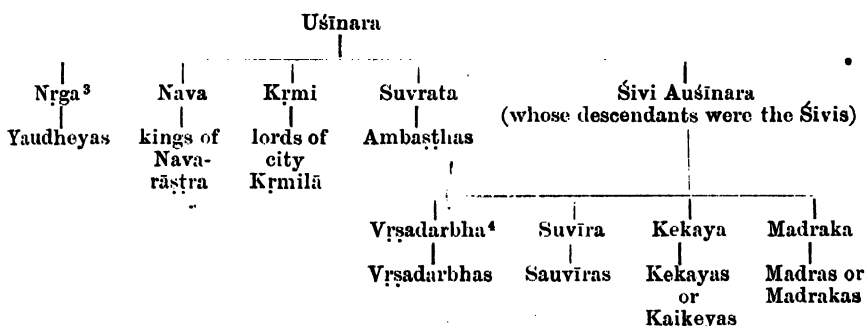 Uśīnara
Nṛga³ Nava Kṛmi Suvrata Śivi Auśīnara
(whose descendants were the Śivis)
Yaudheyas kings of lords of Ambaṣṭhas
Nava- city
rāṣṭra Kṛmilā
Vṛṣadarbha⁴ Suvīra Kekaya Madraka
Vṛṣadarbhas Sauvīras Kekayas Madras or
or Madrakas
Kaikeyas